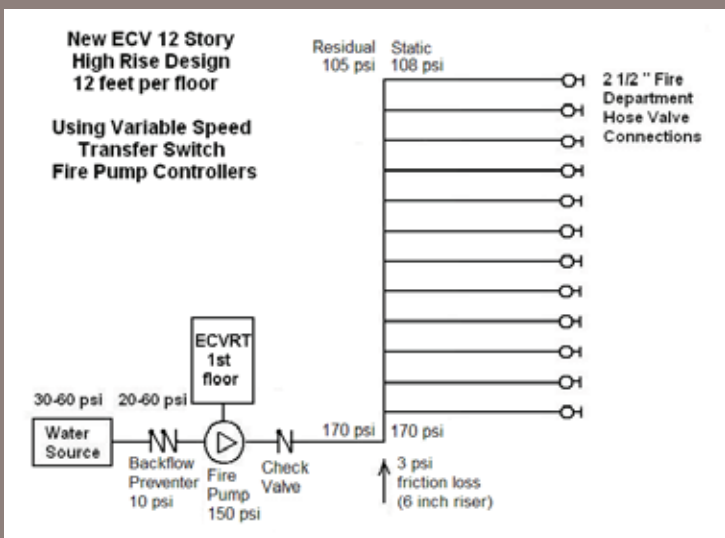 New ECV 12 Story
High Rise Design
12 feet per floor
Using Variable Speed
Transfer Switch
Fire Pump Controllers
Residual
105 psi
Static
108 psi
2 1/2 " Fire
Department
Hose Valve
Connections
ECVRT
1st
floor
30-60 psi
20-60 psi
Water
Source
Backflow
Preventer
10 psi
Fire
Pump
150 psi
Check
Valve
170 psi
170 psi
3 psi
friction loss
(6 inch riser)